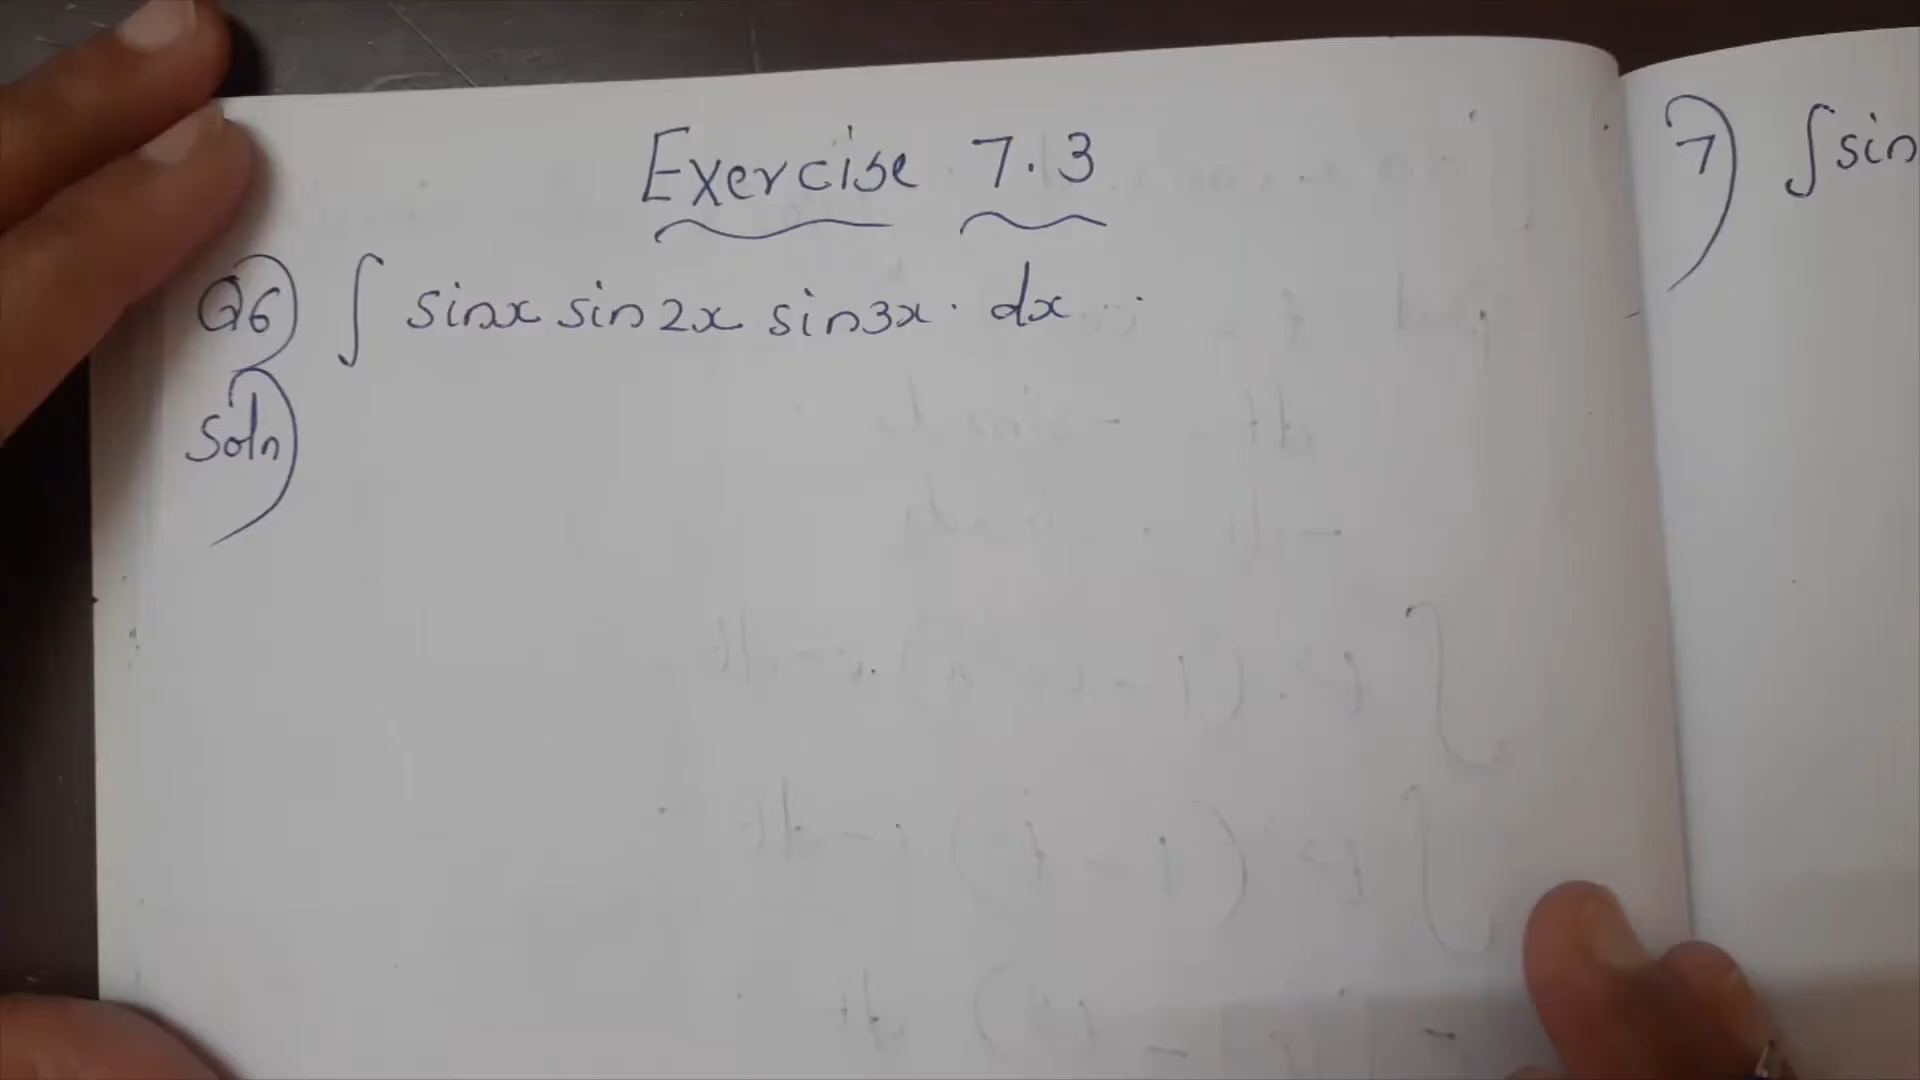 Exercise 7.3
Q6) ∫ sinx sin2x sin3x. dx
Soln)
7) ∫sin